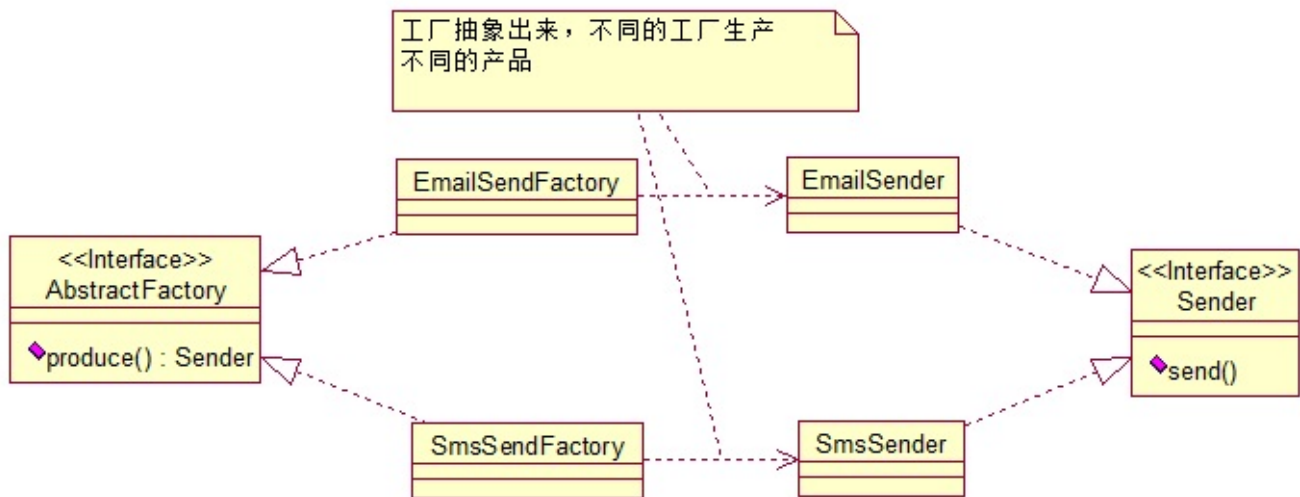 工厂抽象出来，不同的工厂生产
不同的产品
EmailSendFactory
EmailSender
<<Interface>>
AbstractFactory
produce() : Sender
<<Interface>>
Sender
send()
SmsSendFactory
SmsSender